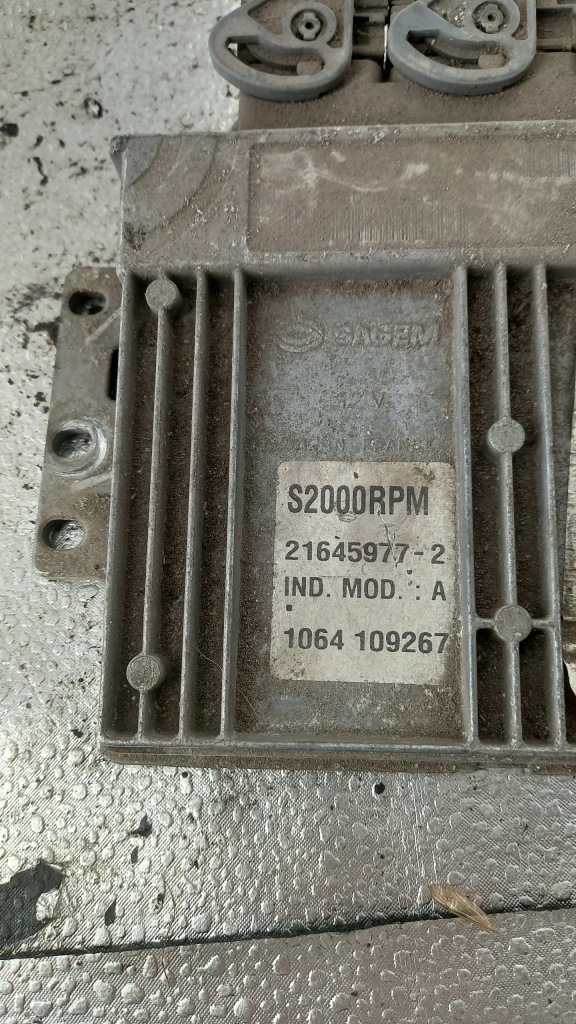 SAGEM
12V
S2000RPM
21645977-2
IND. MOD. : A
1064 109267